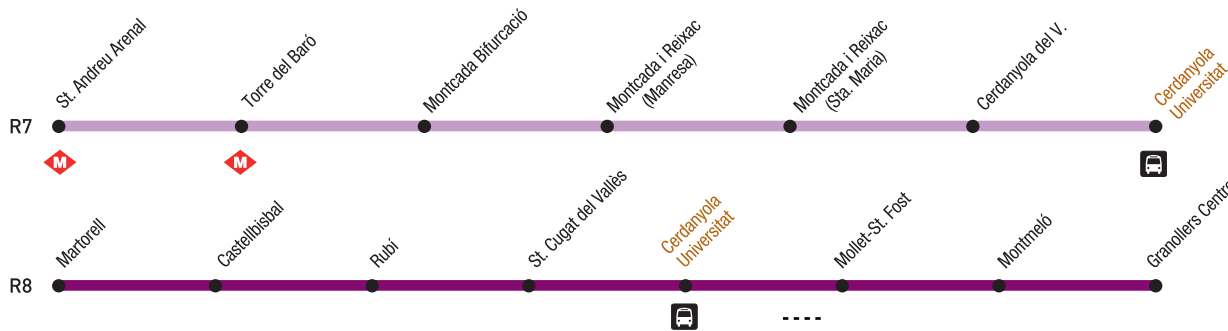 R7
St. Andreu Arenal
Torre del Baró
Montcada Bifurcació
Montcada i Reixac
(Manresa)
Montcada i Reixac
(Sta. Maria)
Cerdanyola del V.
Cerdanyola
Universitat
M
M
R8
Martorell
Castellbisbal
Rubí
St. Cugat del Vallès
Cerdanyola
Universitat
Mollet-St. Fost
Montmeló
Granollers